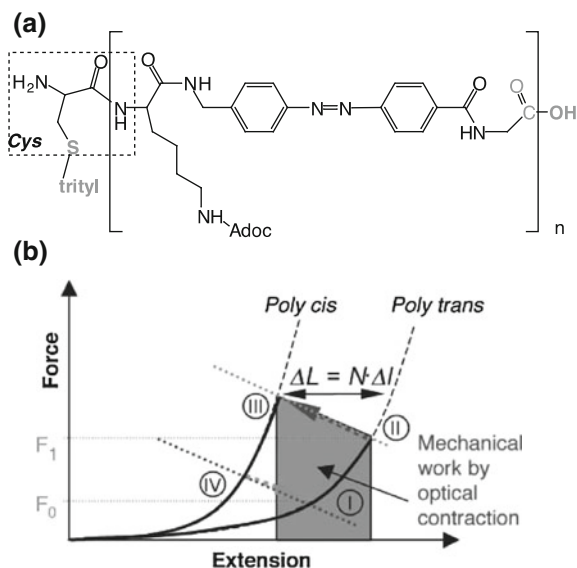 (a)
H₂N
O
O
NH
N=N
O
O
C-OH
N
H
HN
Cys
S
trityl
NH
Adoc
n
(b)
Poly cis
Poly trans
ΔL = N·Δl
III
II
F₁
Mechanical
work by
optical
contraction
IV
I
F₀
Force
Extension